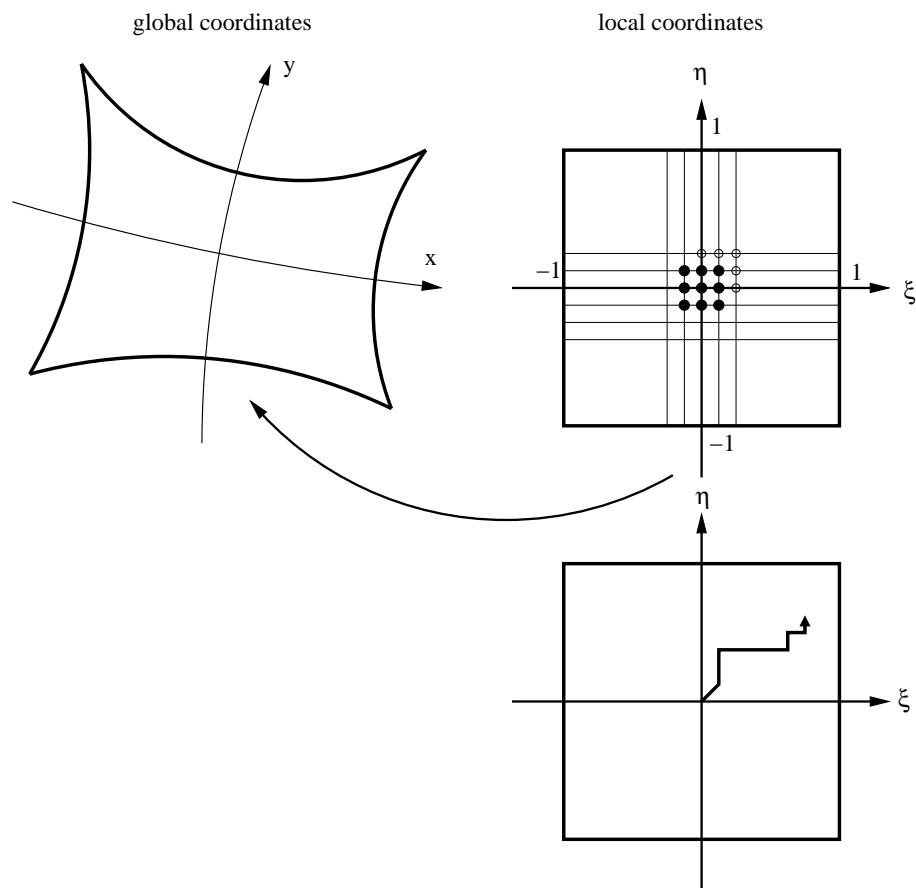 global coordinates
local coordinates
y
x
η
1
−1
1
ξ
−1
η
ξ